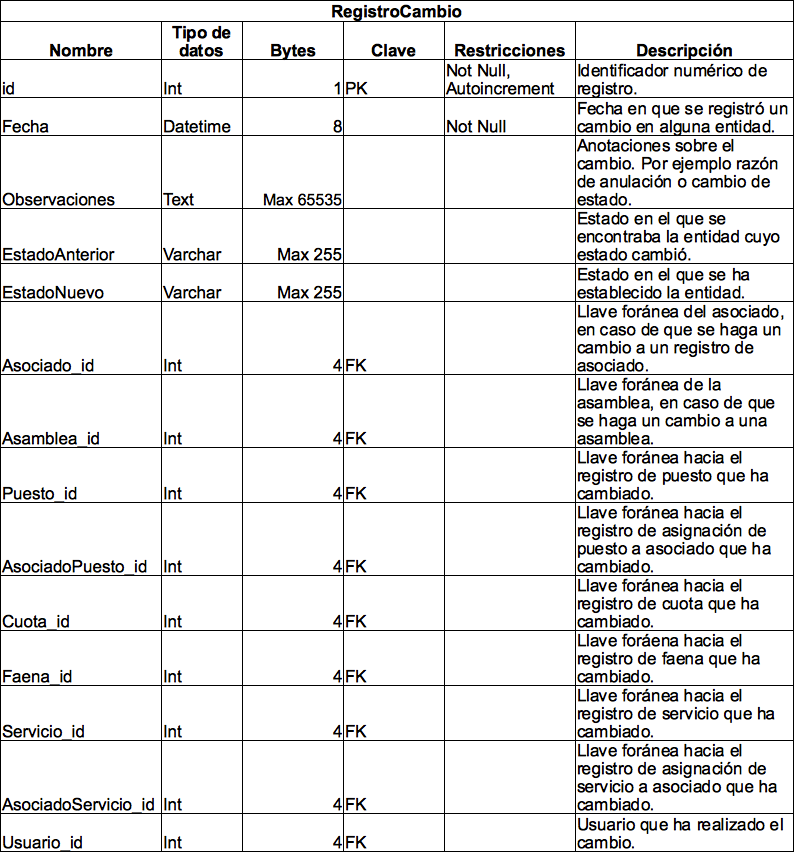 RegistroCambio
Nombre Tipo de datos Bytes Clave Restricciones Descripción
id Int 1 PK Not Null, Autoincrement Identificador numérico de registro.
Fecha Datetime 8 Not Null Fecha en que se registró un cambio en alguna entidad.
Observaciones Text Max 65535 Anotaciones sobre el cambio. Por ejemplo razón de anulación o cambio de estado.
EstadoAnterior Varchar Max 255 Estado en el que se encontraba la entidad cuyo estado cambió.
EstadoNuevo Varchar Max 255 Estado en el que se ha establecido la entidad.
Asociado_id Int 4 FK Llave foránea del asociado, en caso de que se haga un cambio a un registro de asociado.
Asamblea_id Int 4 FK Llave foránea de la asamblea, en caso de que se haga un cambio a una asamblea.
Puesto_id Int 4 FK Llave foránea hacia el registro de puesto que ha cambiado.
AsociadoPuesto_id Int 4 FK Llave foránea hacia el registro de asignación de puesto a asociado que ha cambiado.
Cuota_id Int 4 FK Llave foránea hacia el registro de cuota que ha cambiado.
Faena_id Int 4 FK Llave foráena hacia el registro de faena que ha cambiado.
Servicio_id Int 4 FK Llave foránea hacia el registro de servicio que ha cambiado.
AsociadoServicio_id Int 4 FK Llave foránea hacia el registro de asignación de servicio a asociado que ha cambiado.
Usuario_id Int 4 FK Usuario que ha realizado el cambio.